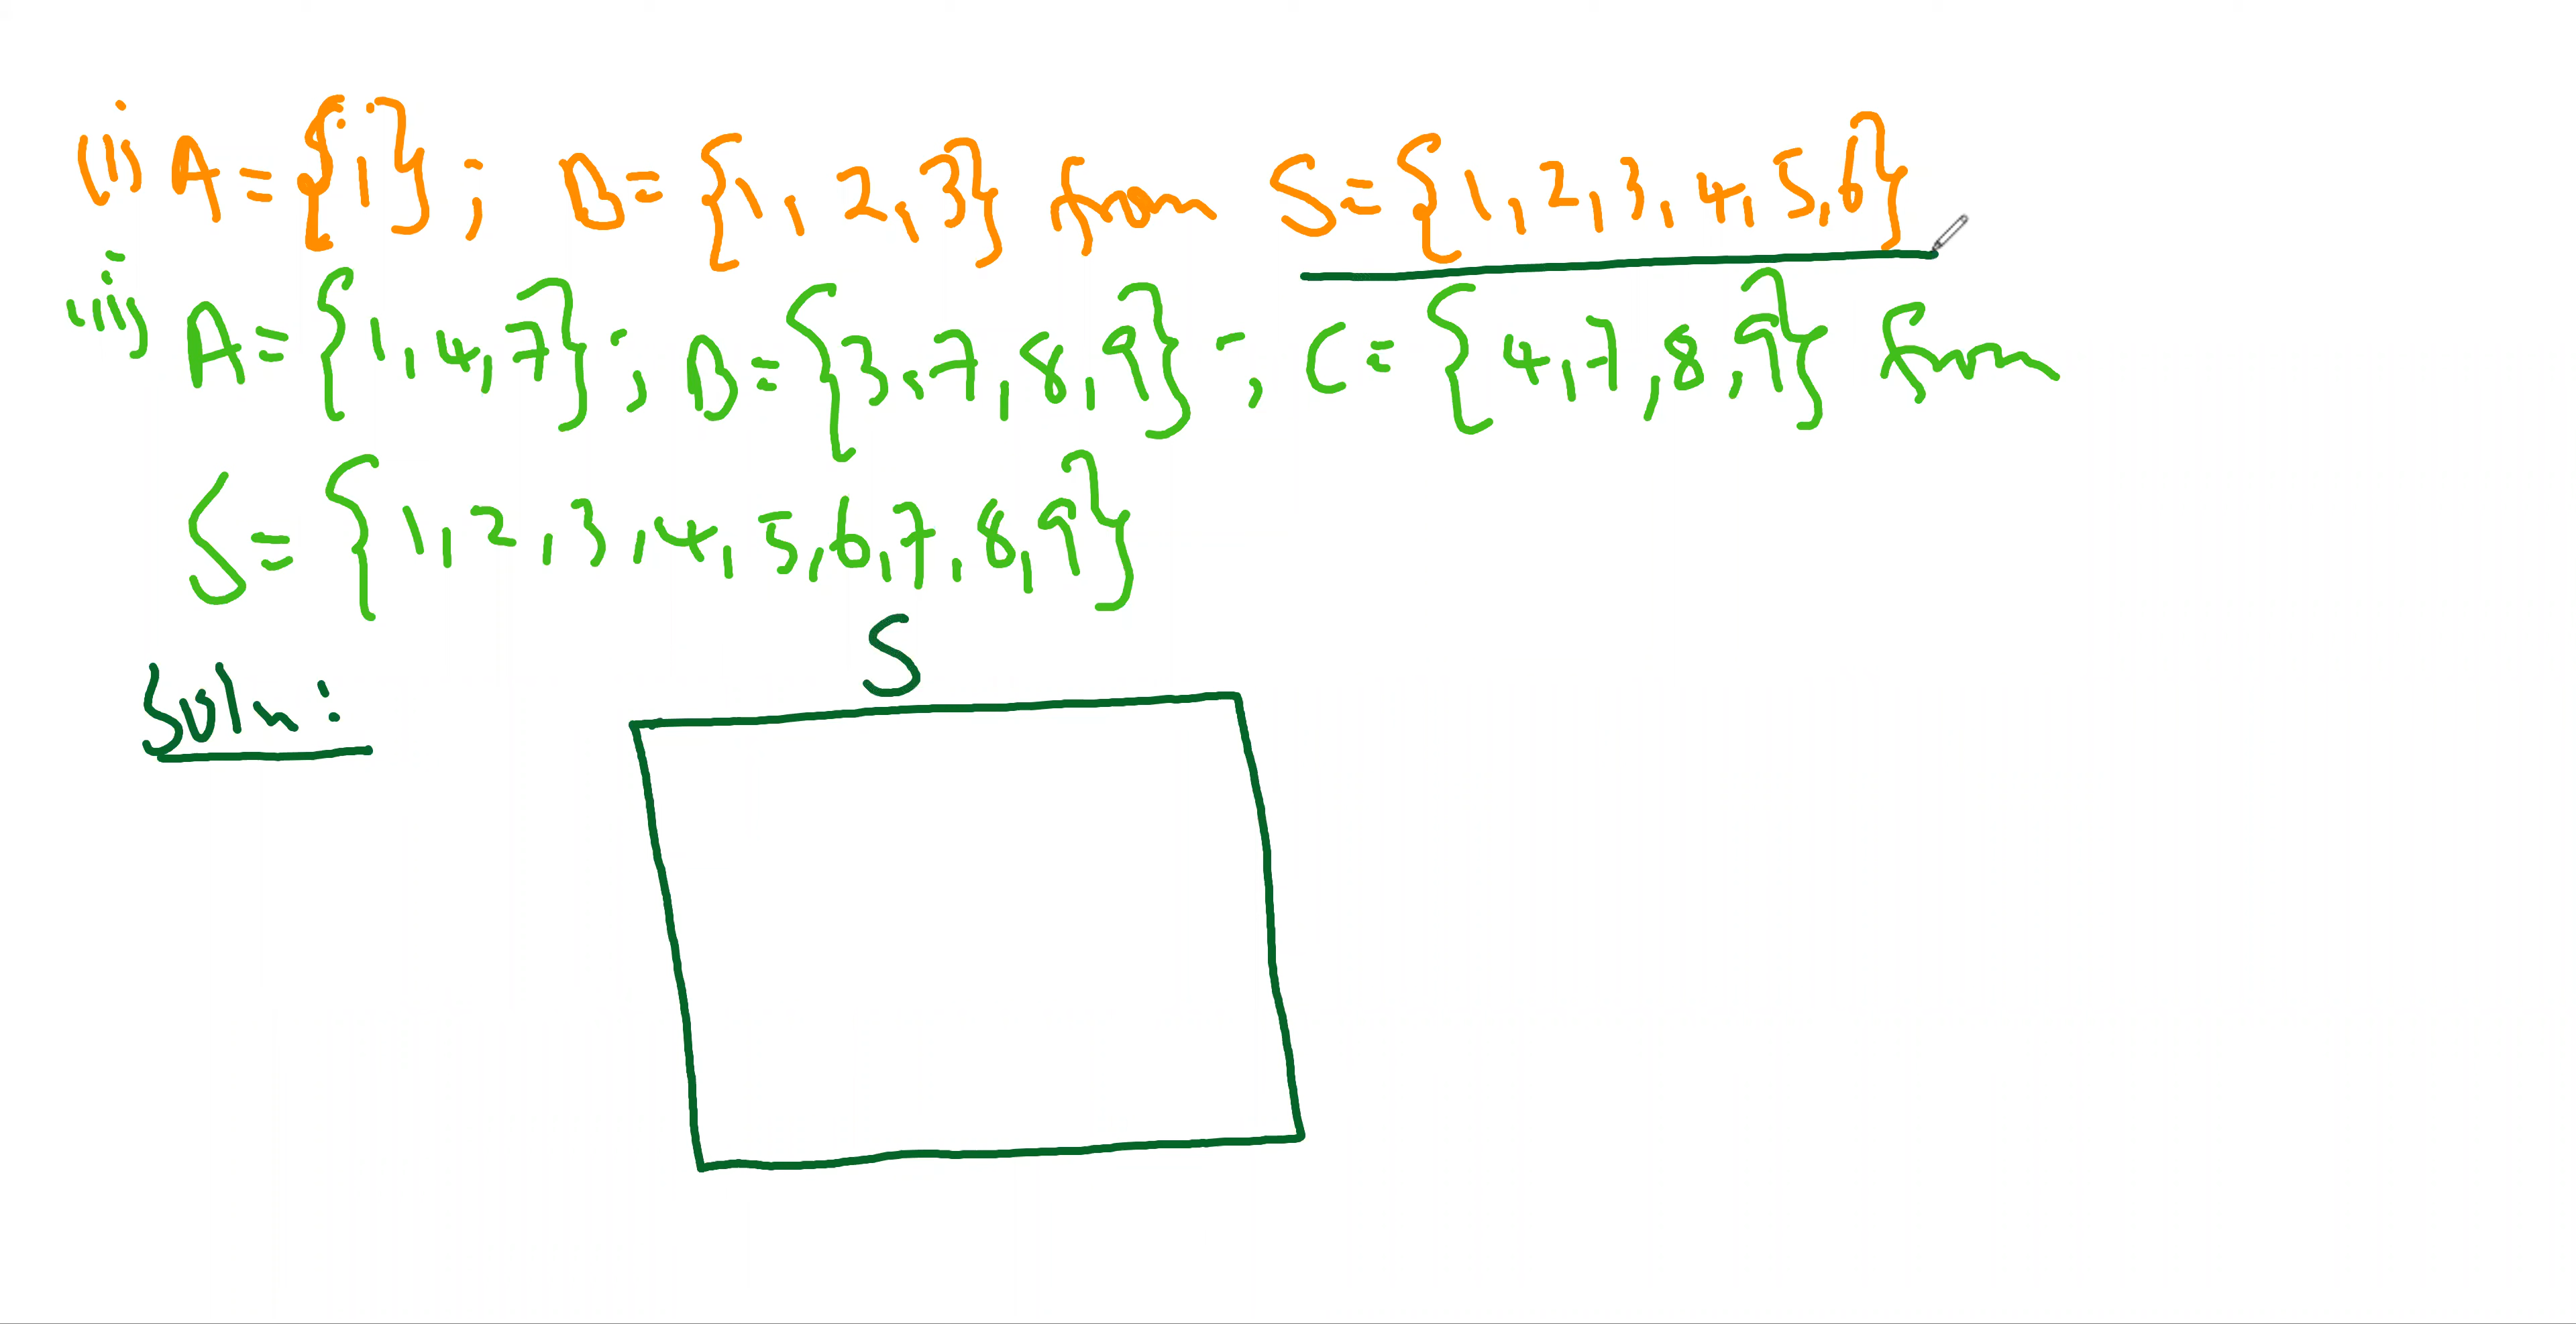 ii) A = {1}; B = {1, 2, 3} from S = {1, 2, 3, 4, 5, 6}
iii) A = {1, 4, 7}; B = {3, 7, 8, 9}; C = {4, 7, 8, 9} from
S = {1, 2, 3, 4, 5, 6, 7, 8, 9}
S
Soln: